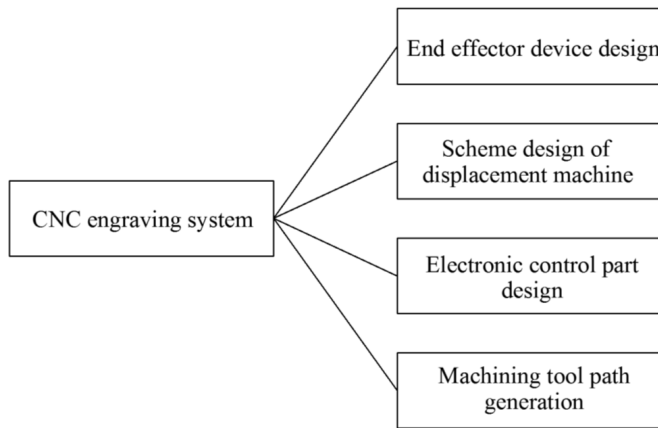 End effector device design
Scheme design of
displacement machine
CNC engraving system
Electronic control part
design
Machining tool path
generation